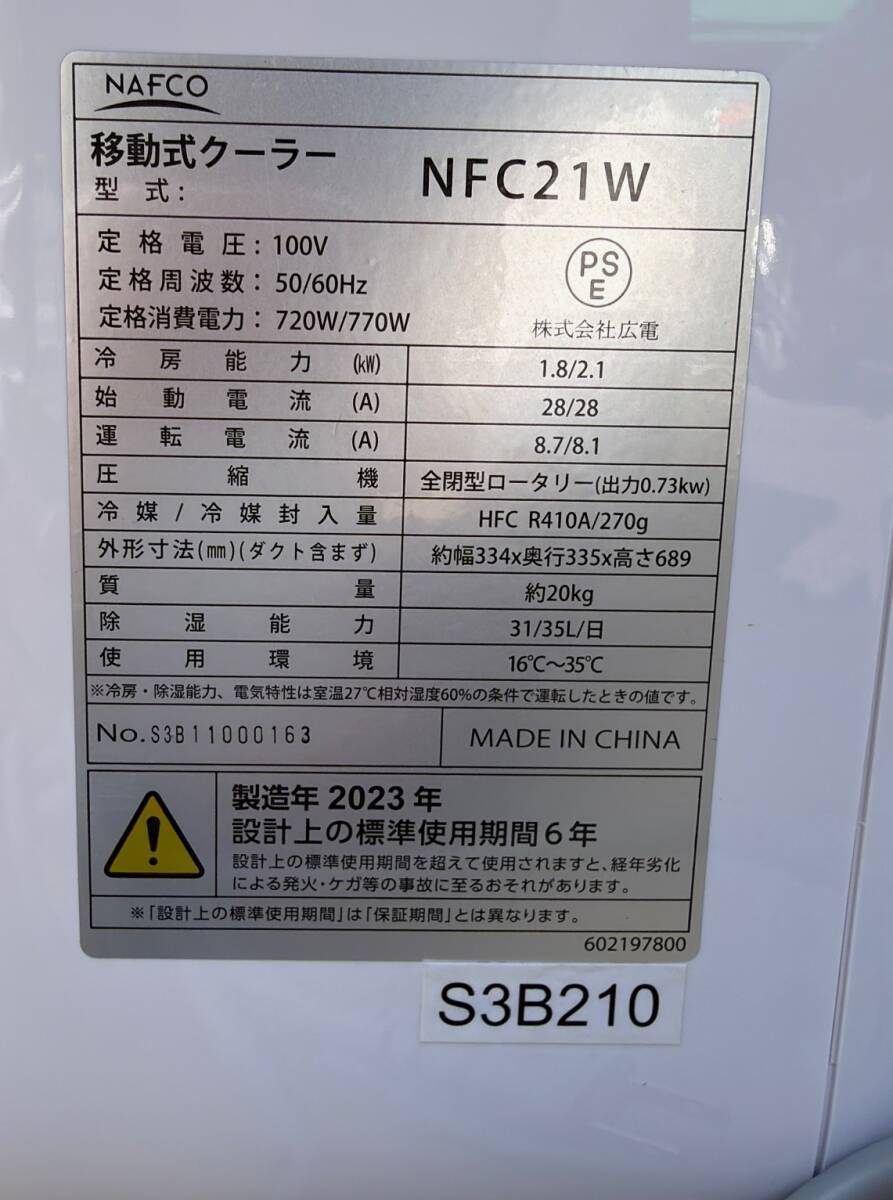 NAFCO
移動式クーラー
型式: NFC21W
定格電圧: 100V
定格周波数: 50/60Hz
定格消費電力: 720W/770W
PS
E
株式会社広電
冷房能力(kW) 1.8/2.1
始動電流(A) 28/28
運転電流(A) 8.7/8.1
圧縮機 全閉型ロータリー(出力0.73kw)
冷媒/冷媒封入量 HFC R410A/270g
外形寸法(mm)(ダクト含まず) 約幅334x奥行335x高さ689
質量 約20kg
除湿能力 31/35L/日
使用環境 16℃〜35℃
※冷房・除湿能力、電気特性は室温27℃相対湿度60%の条件で運転したときの値です。
No.S3B11000163 MADE IN CHINA
製造年 2023 年
設計上の標準使用期間6年
設計上の標準使用期間を超えて使用されますと、経年劣化
による発火・ケガ等の事故に至るおそれがあります。
※「設計上の標準使用期間」は「保証期間」とは異なります。
602197800
S3B210